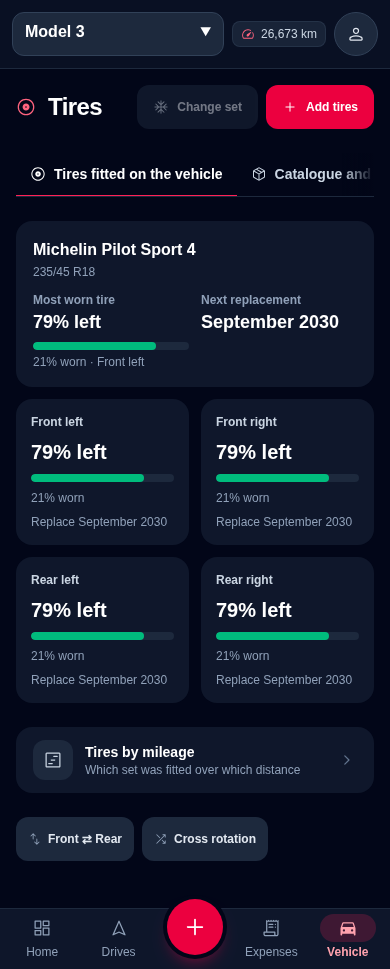 Model 3
26,673 km
Tires
Change set
Add tires
Tires fitted on the vehicle
Catalogue and
Michelin Pilot Sport 4
235/45 R18
Most worn tire
Next replacement
79% left
September 2030
21% worn · Front left
Front left
Front right
79% left
79% left
21% worn
21% worn
Replace September 2030
Replace September 2030
Rear left
Rear right
79% left
79% left
21% worn
21% worn
Replace September 2030
Replace September 2030
Tires by mileage
Which set was fitted over which distance
Front ⇄ Rear
Cross rotation
Home
Drives
Expenses
Vehicle